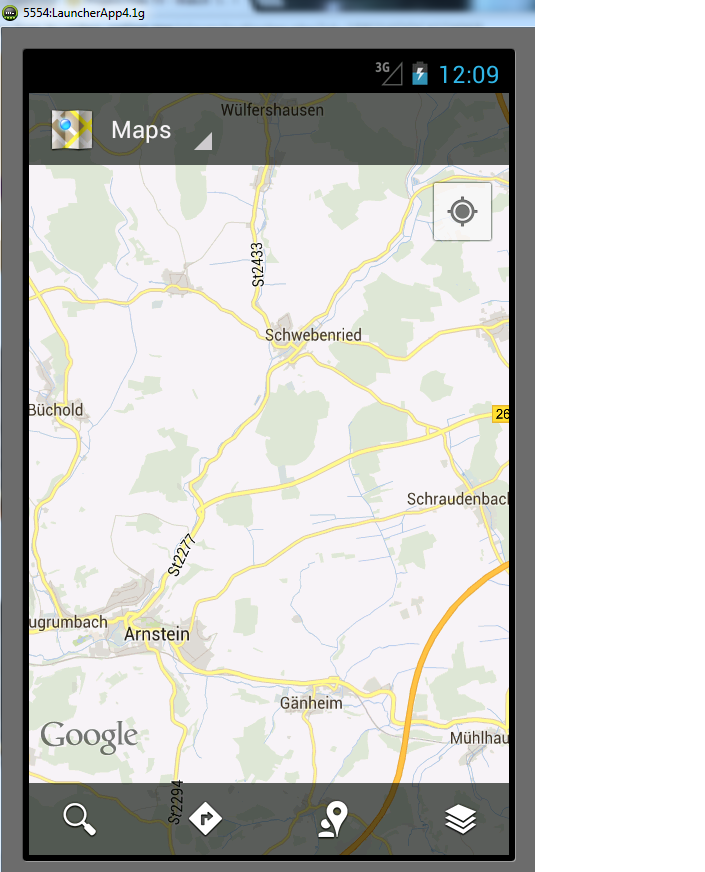 5554:LauncherApp4.1g
3G 12:09
Wülfershausen
Maps
St2433
Schwebenried
Büchold
26
Schraudenbach
St2277
ugrumbach
Arnstein
Gänheim
Google
Mühlhau
St2294